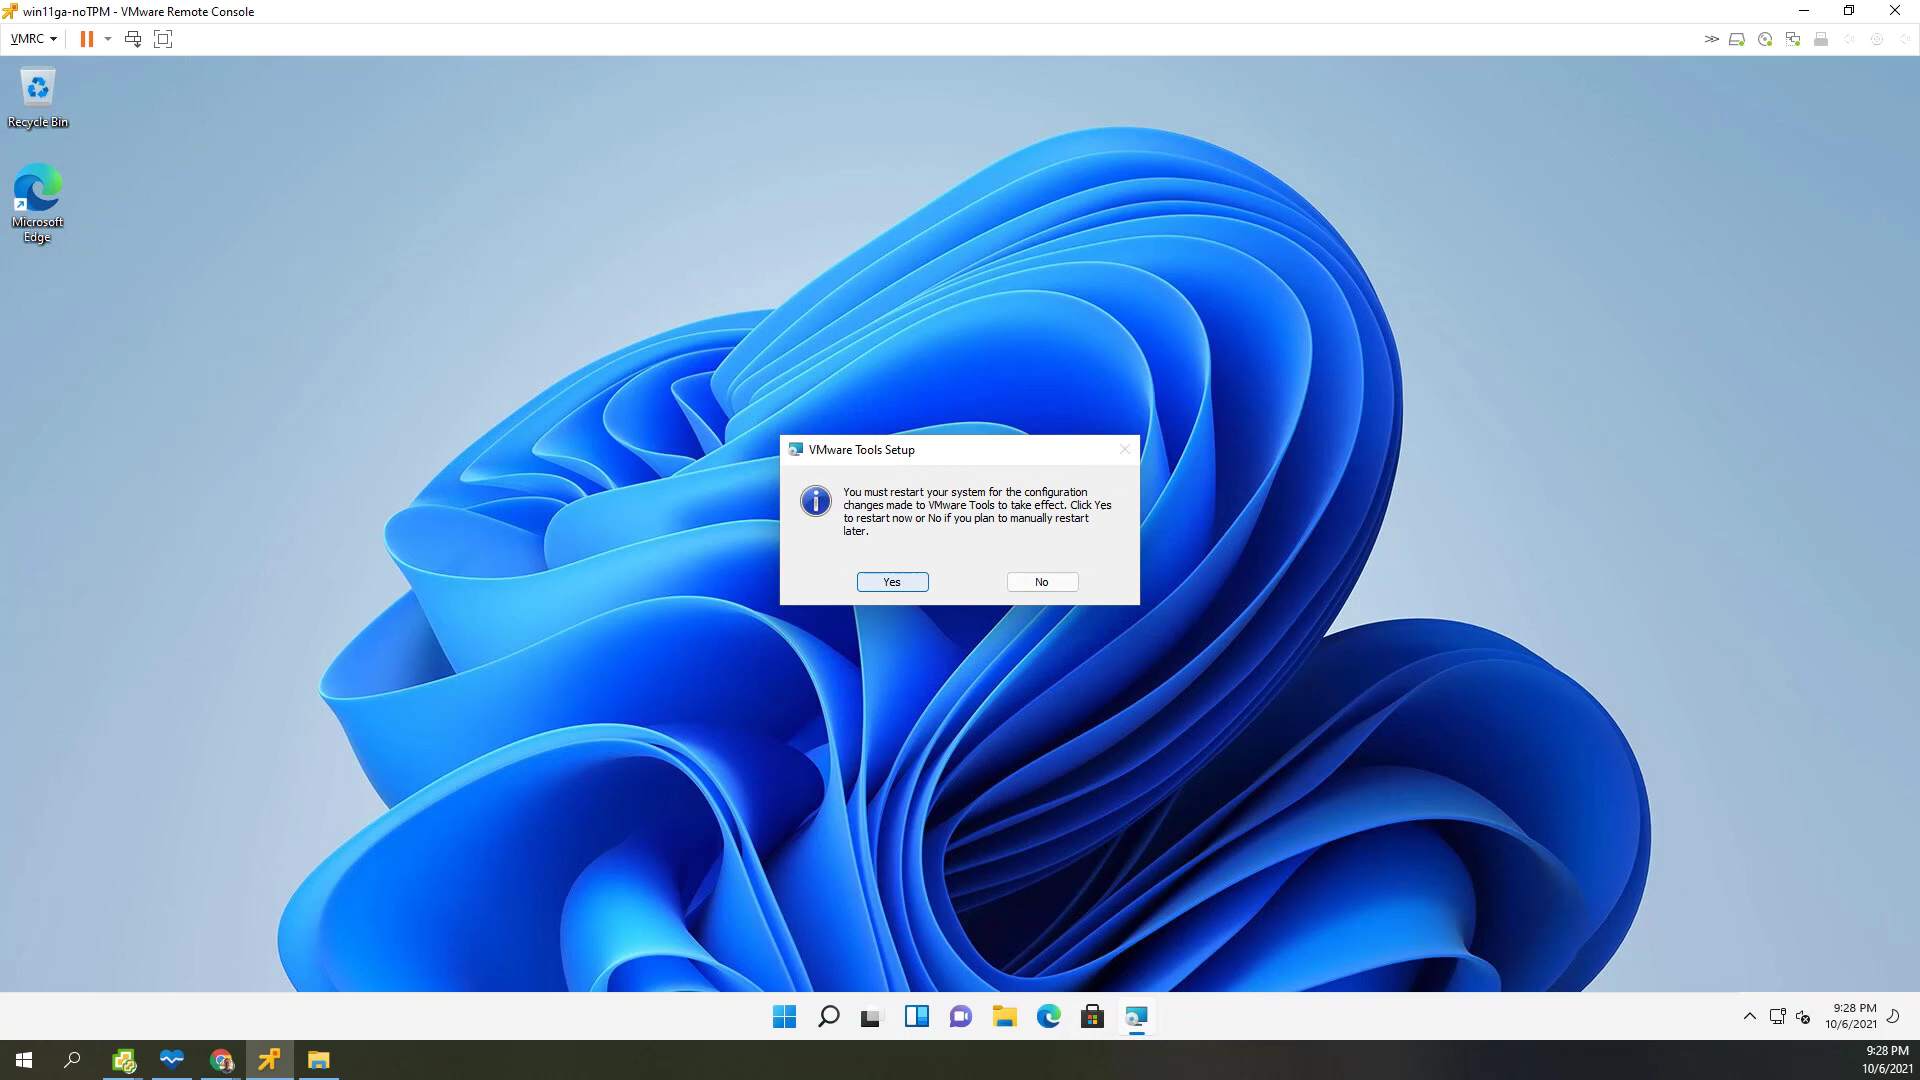 win11ga-noTPM - VMware Remote Console
VMRC
Recycle Bin
Microsoft
Edge
VMware Tools Setup
You must restart your system for the configuration
changes made to VMware Tools to take effect. Click Yes
to restart now or No if you plan to manually restart
later.
Yes
No
9:28 PM
10/6/2021
9:28 PM
10/6/2021